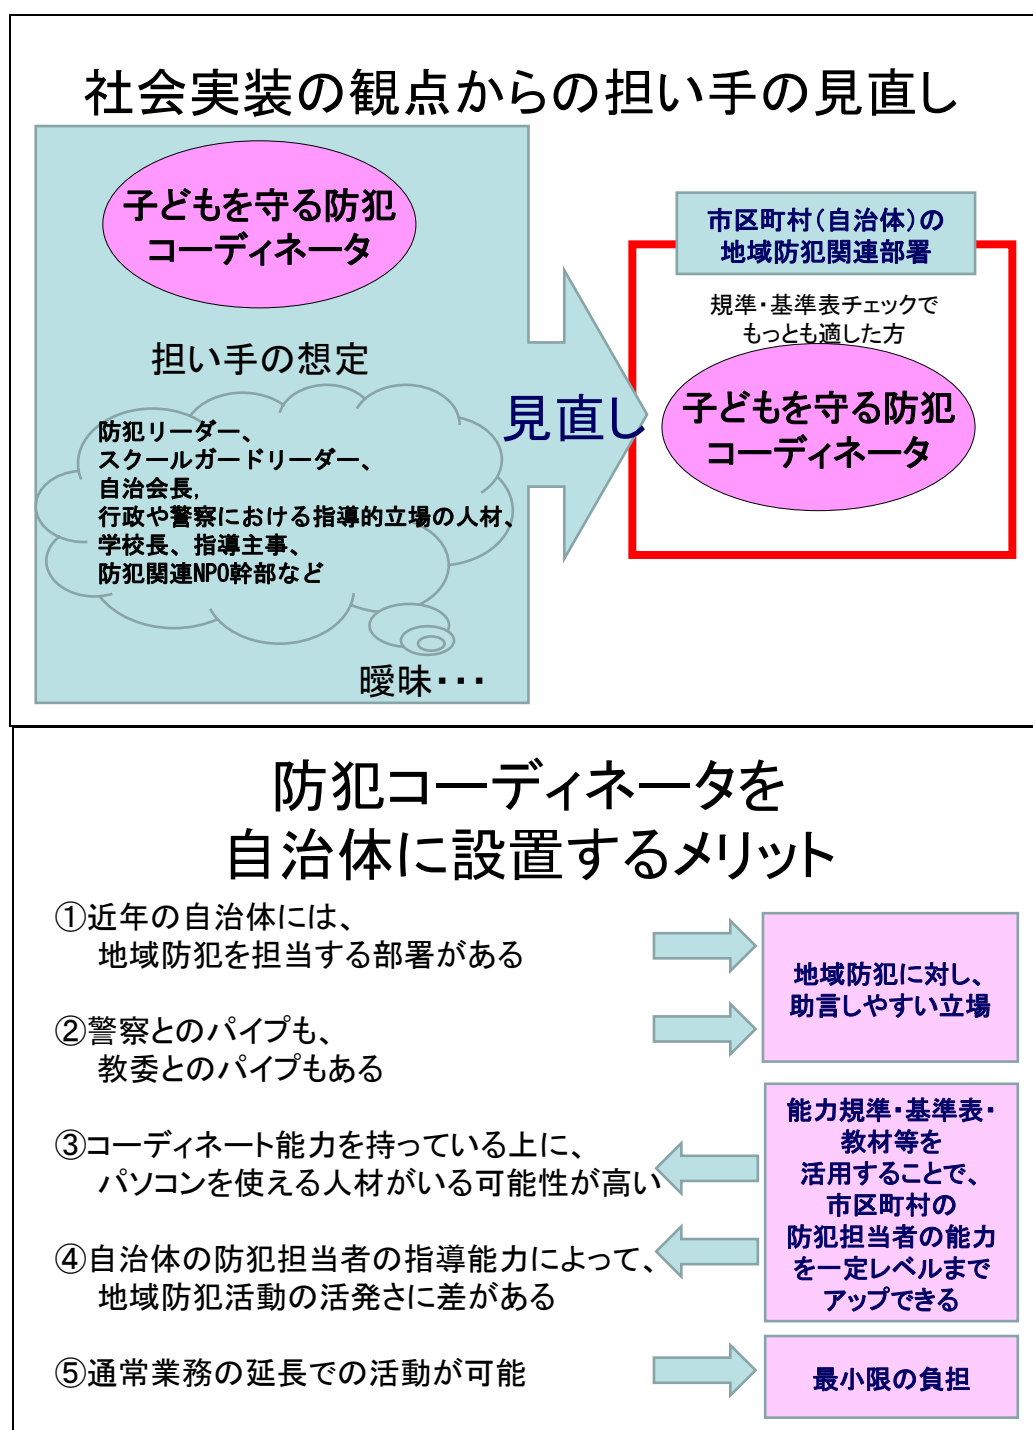 社会実装の観点からの担い手の見直し
子どもを守る防犯
コーディネータ
担い手の想定
防犯リーダー、
スクールガードリーダー、
自治会長,
行政や警察における指導的立場の人材、
学校長、指導主事、
防犯関連NPO幹部など
曖昧・・・
見直し
市区町村(自治体)の
地域防犯関連部署
規準・基準表チェックで
もっとも適した方
子どもを守る防犯
コーディネータ
防犯コーディネータを
自治体に設置するメリット
①近年の自治体には、
地域防犯を担当する部署がある
②警察とのパイプも、
教委とのパイプもある
地域防犯に対し、
助言しやすい立場
③コーディネート能力を持っている上に、
パソコンを使える人材がいる可能性が高い
④自治体の防犯担当者の指導能力によって、
地域防犯活動の活発さに差がある
能力規準・基準表・
教材等を
活用することで、
市区町村の
防犯担当者の能力
を一定レベルまで
アップできる
⑤通常業務の延長での活動が可能
最小限の負担